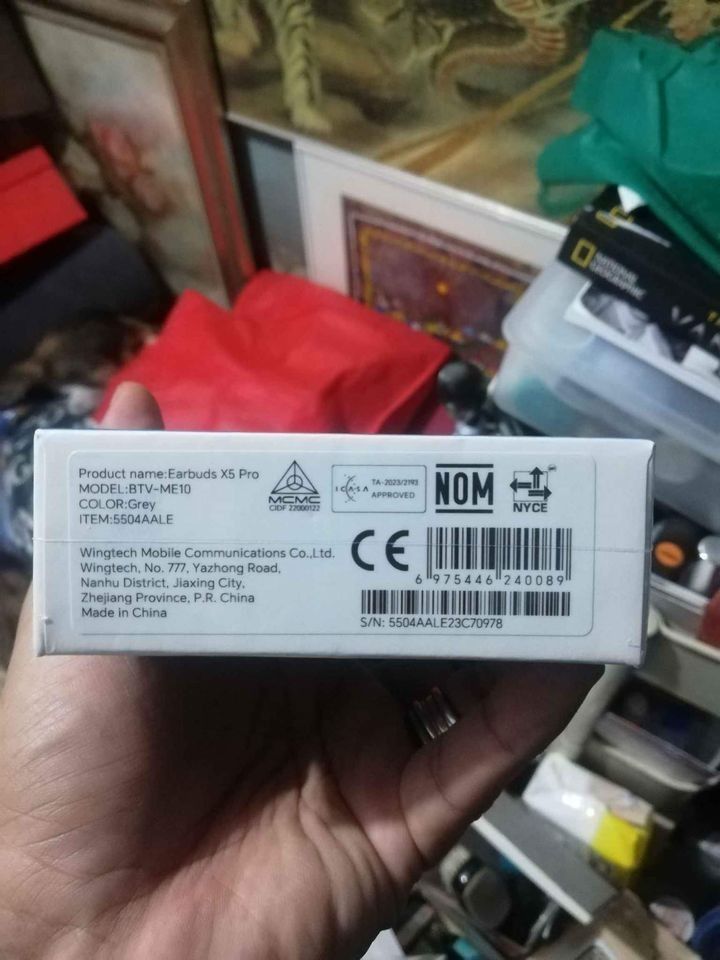 NATIONAL
GEOGRAPHIC
Product name:Earbuds X5 Pro
MODEL:BTV-ME10
COLOR:Grey
ITEM:5504AALE
MCMC
CIDF 22000122
ICASA
TA-2023/2193
APPROVED
NOM
NYCE
Wingtech Mobile Communications Co.,Ltd.
Wingtech, No. 777, Yazhong Road,
Nanhu District, Jiaxing City,
Zhejiang Province, P.R. China
Made in China
CE
6 975446 240089
S/N: 5504AALE23C70978